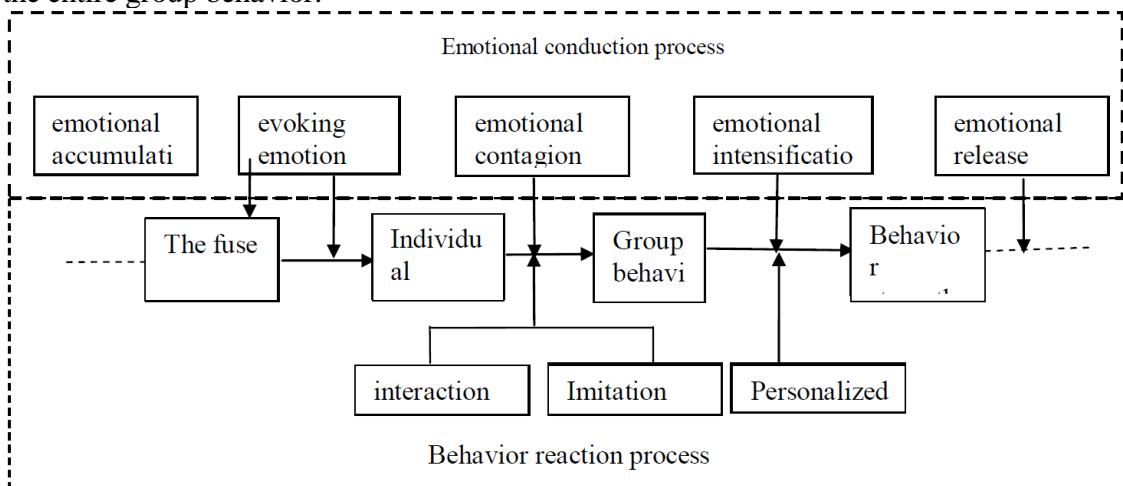 the entire group behavior.
Emotional conduction process
emotional
accumulati
evoking
emotion
emotional
contagion
emotional
intensificatio
emotional
release
The fuse
Individu
al
Group
behavi
Behavio
r
interaction
Imitation
Personalized
Behavior reaction process